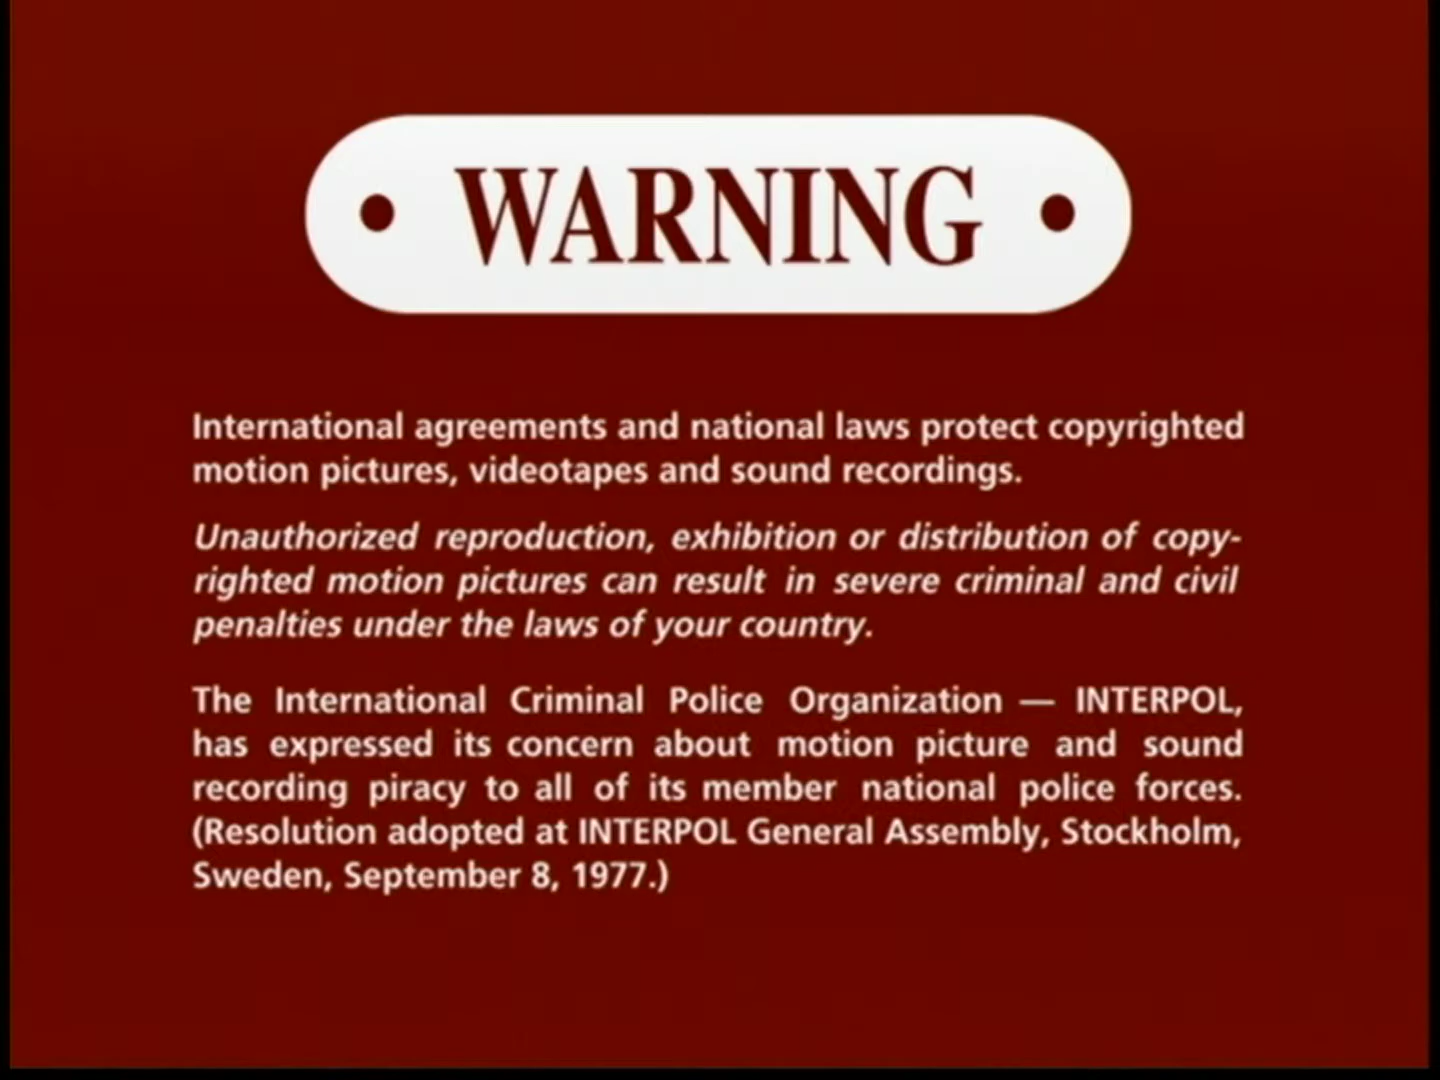 • WARNING •
International agreements and national laws protect copyrighted
motion pictures, videotapes and sound recordings.
Unauthorized reproduction, exhibition or distribution of copy-
righted motion pictures can result in severe criminal and civil
penalties under the laws of your country.
The International Criminal Police Organization — INTERPOL,
has expressed its concern about motion picture and sound
recording piracy to all of its member national police forces.
(Resolution adopted at INTERPOL General Assembly, Stockholm,
Sweden, September 8, 1977.)